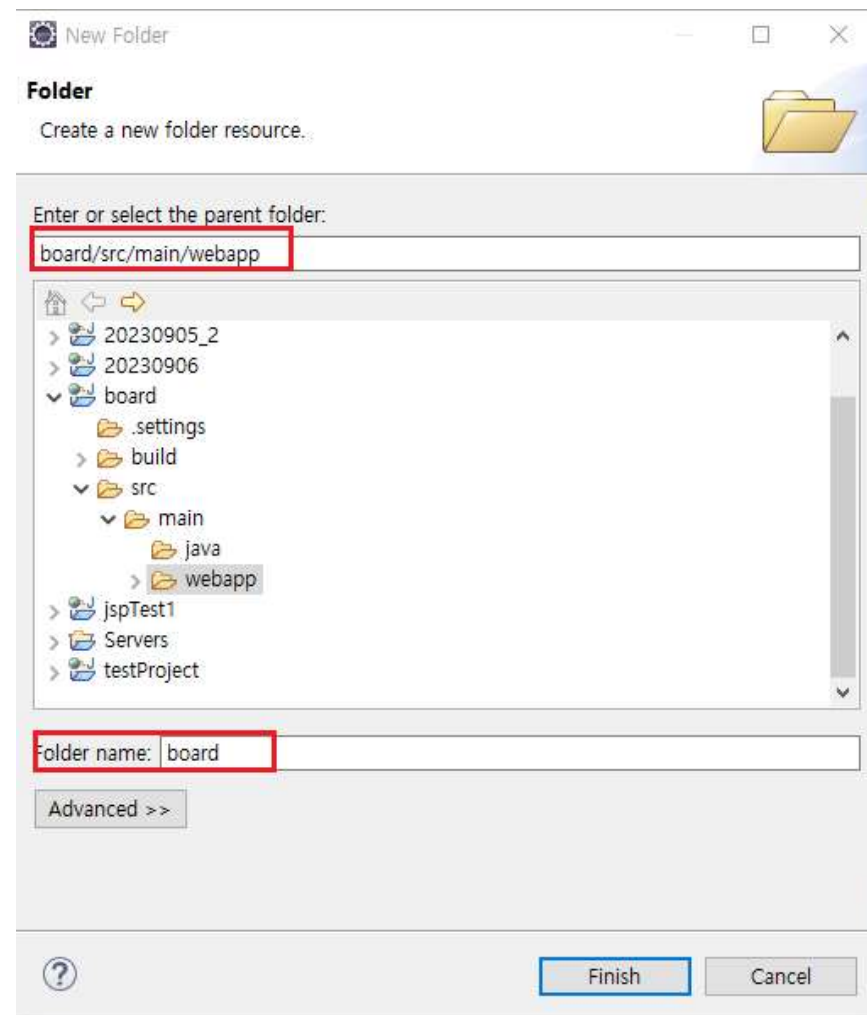 New Folder
Folder
Create a new folder resource.
Enter or select the parent folder:
board/src/main/webapp
20230905_2
20230906
board
.settings
build
src
main
java
webapp
jspTest1
Servers
testProject
Folder name: board
Advanced >>
?
Finish Cancel